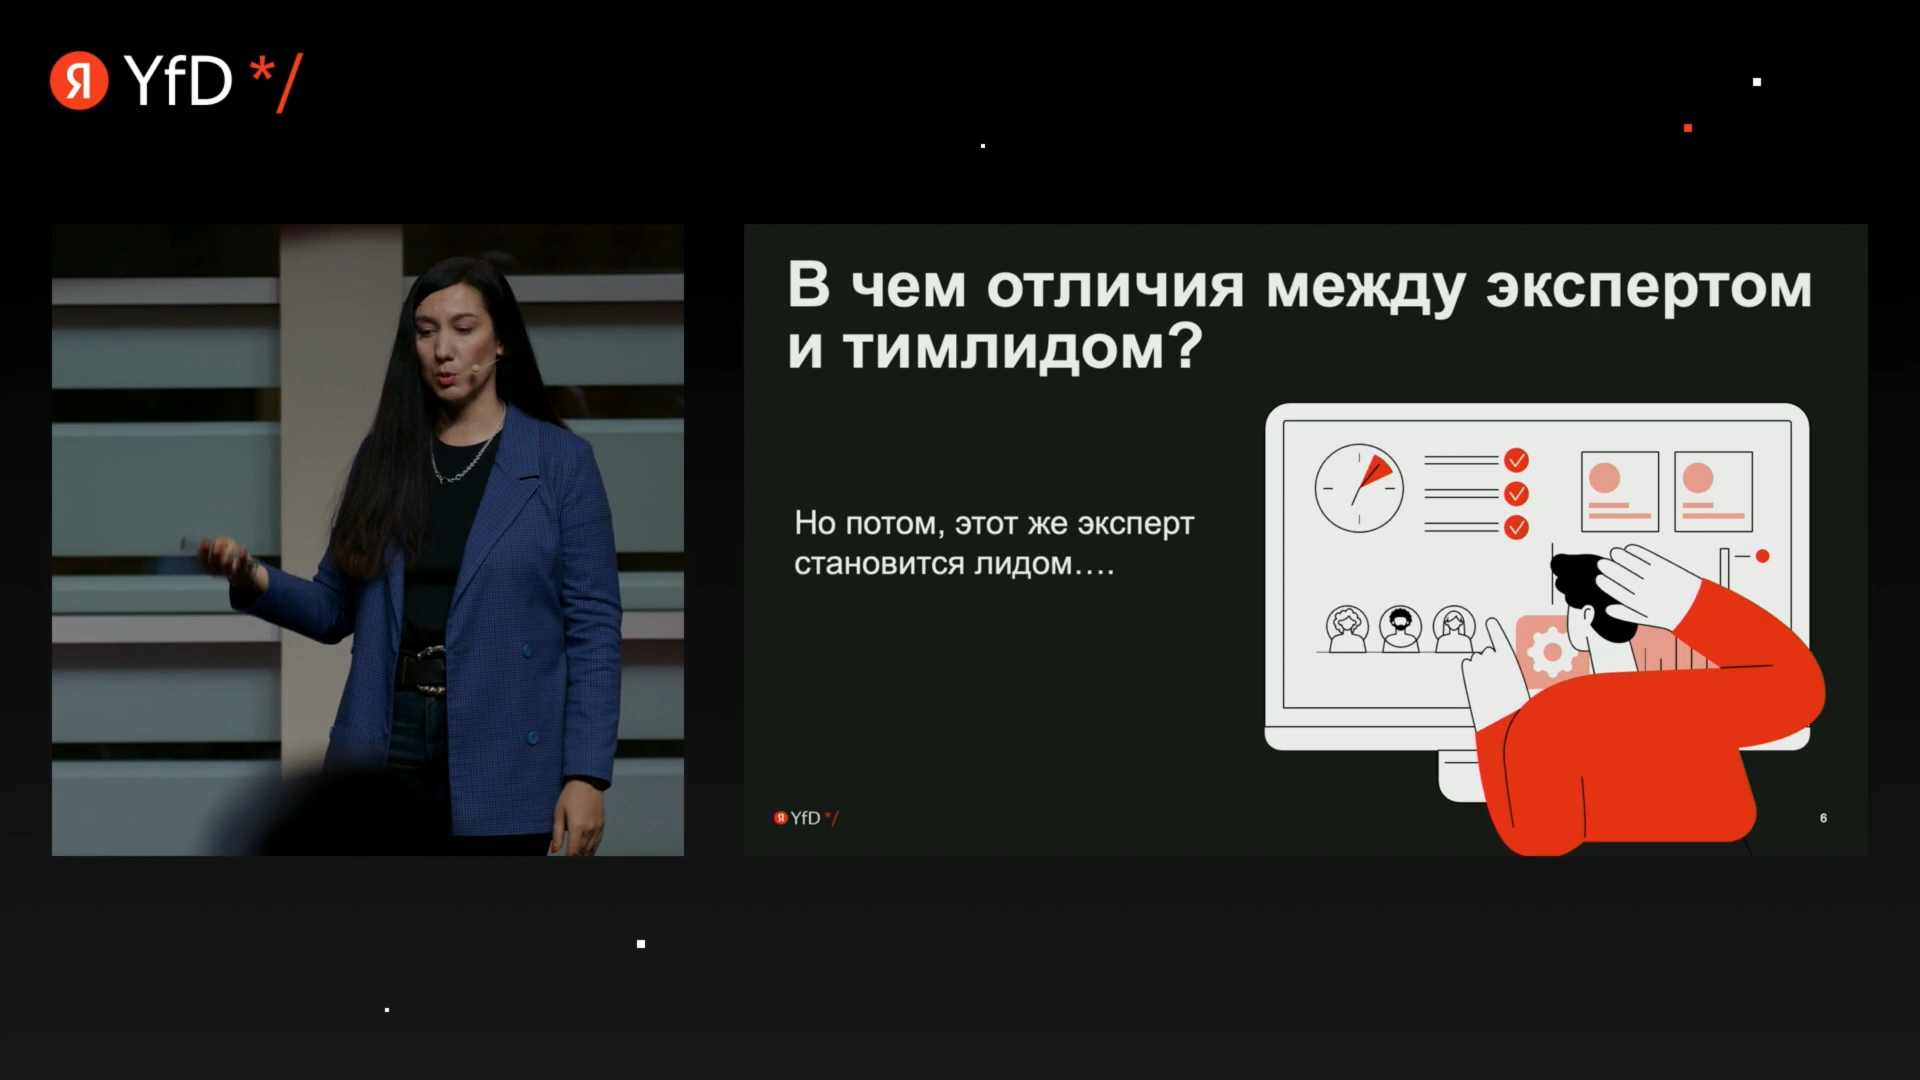 Я YfD */
В чем отличия между экспертом
и тимлидом?
Но потом, этот же эксперт
становится лидом....
Я YfD */
6